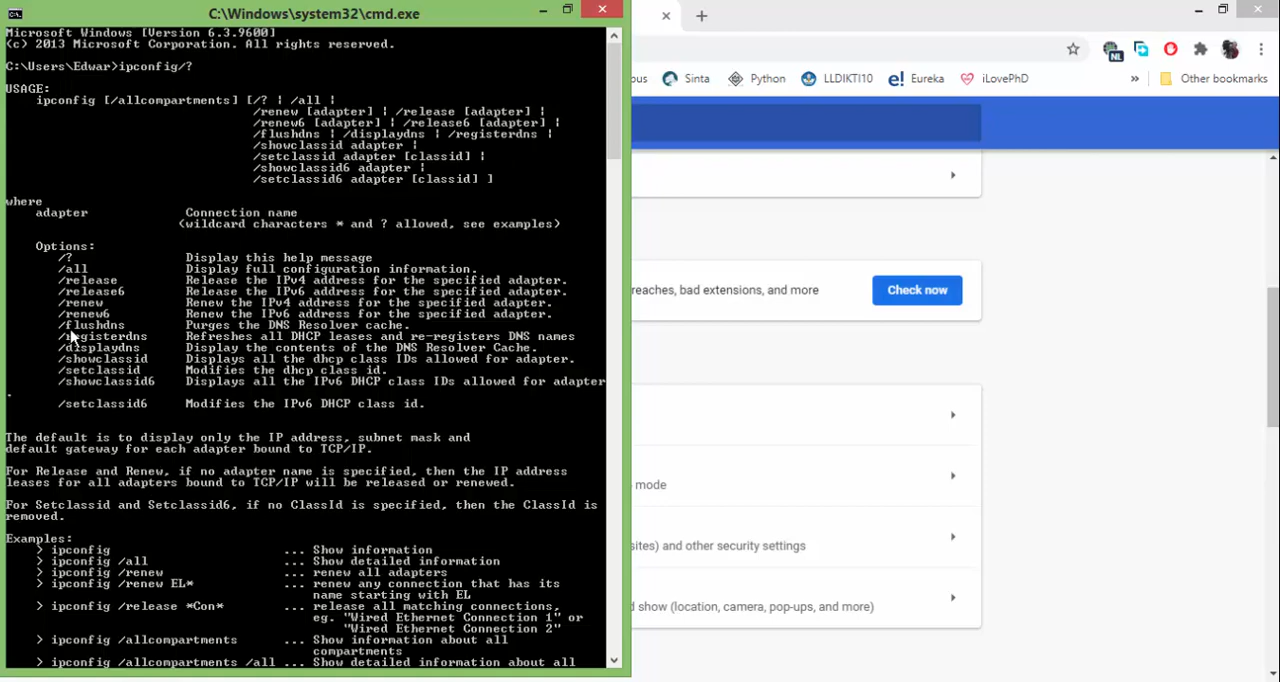 C:\Windows\system32\cmd.exe
Microsoft Windows [Version 6.3.9600]
(c) 2013 Microsoft Corporation. All rights reserved.
C:\Users\Edwar>ipconfig/?
USAGE:
ipconfig [/allcompartments] [/? | /all |
/renew [adapter] | /release [adapter] |
/renew6 [adapter] | /release6 [adapter] |
/flushdns | /displaydns | /registerdns |
/showclassid adapter |
/setclassid adapter [classid] |
/showclassid6 adapter |
/setclassid6 adapter [classid] ]
where
adapter Connection name
(wildcard characters * and ? allowed, see examples)
Options:
/? Display this help message
/all Display full configuration information.
/release Release the IPv4 address for the specified adapter.
/release6 Release the IPv6 address for the specified adapter.
/renew Renew the IPv4 address for the specified adapter.
/renew6 Renew the IPv6 address for the specified adapter.
/flushdns Purges the DNS Resolver cache.
/registerdns Refreshes all DHCP leases and re-registers DNS names
/displaydns Display the contents of the DNS Resolver Cache.
/showclassid Displays all the dhcp class IDs allowed for adapter.
/setclassid Modifies the dhcp class id.
/showclassid6 Displays all the IPv6 DHCP class IDs allowed for adapter
.
/setclassid6 Modifies the IPv6 DHCP class id.
The default is to display only the IP address, subnet mask and
default gateway for each adapter bound to TCP/IP.
For Release and Renew, if no adapter name is specified, then the IP address
leases for all adapters bound to TCP/IP will be released or renewed.
For Setclassid and Setclassid6, if no ClassId is specified, then the ClassId is
removed.
Examples:
> ipconfig ... Show information
> ipconfig /all ... Show detailed information
> ipconfig /renew ... renew all adapters
> ipconfig /renew EL* ... renew any connection that has its
name starting with EL
> ipconfig /release *Con* ... release all matching connections,
eg. "Wired Ethernet Connection 1" or
"Wired Ethernet Connection 2"
> ipconfig /allcompartments ... Show information about all
compartments
> ipconfig /allcompartments /all ... Show detailed information about all
NL
pus Sinta Python LLDIKTI10 e! Eureka iLovePhD » Other bookmarks
reaches, bad extensions, and more Check now
mode
sites) and other security settings
d show (location, camera, pop-ups, and more)